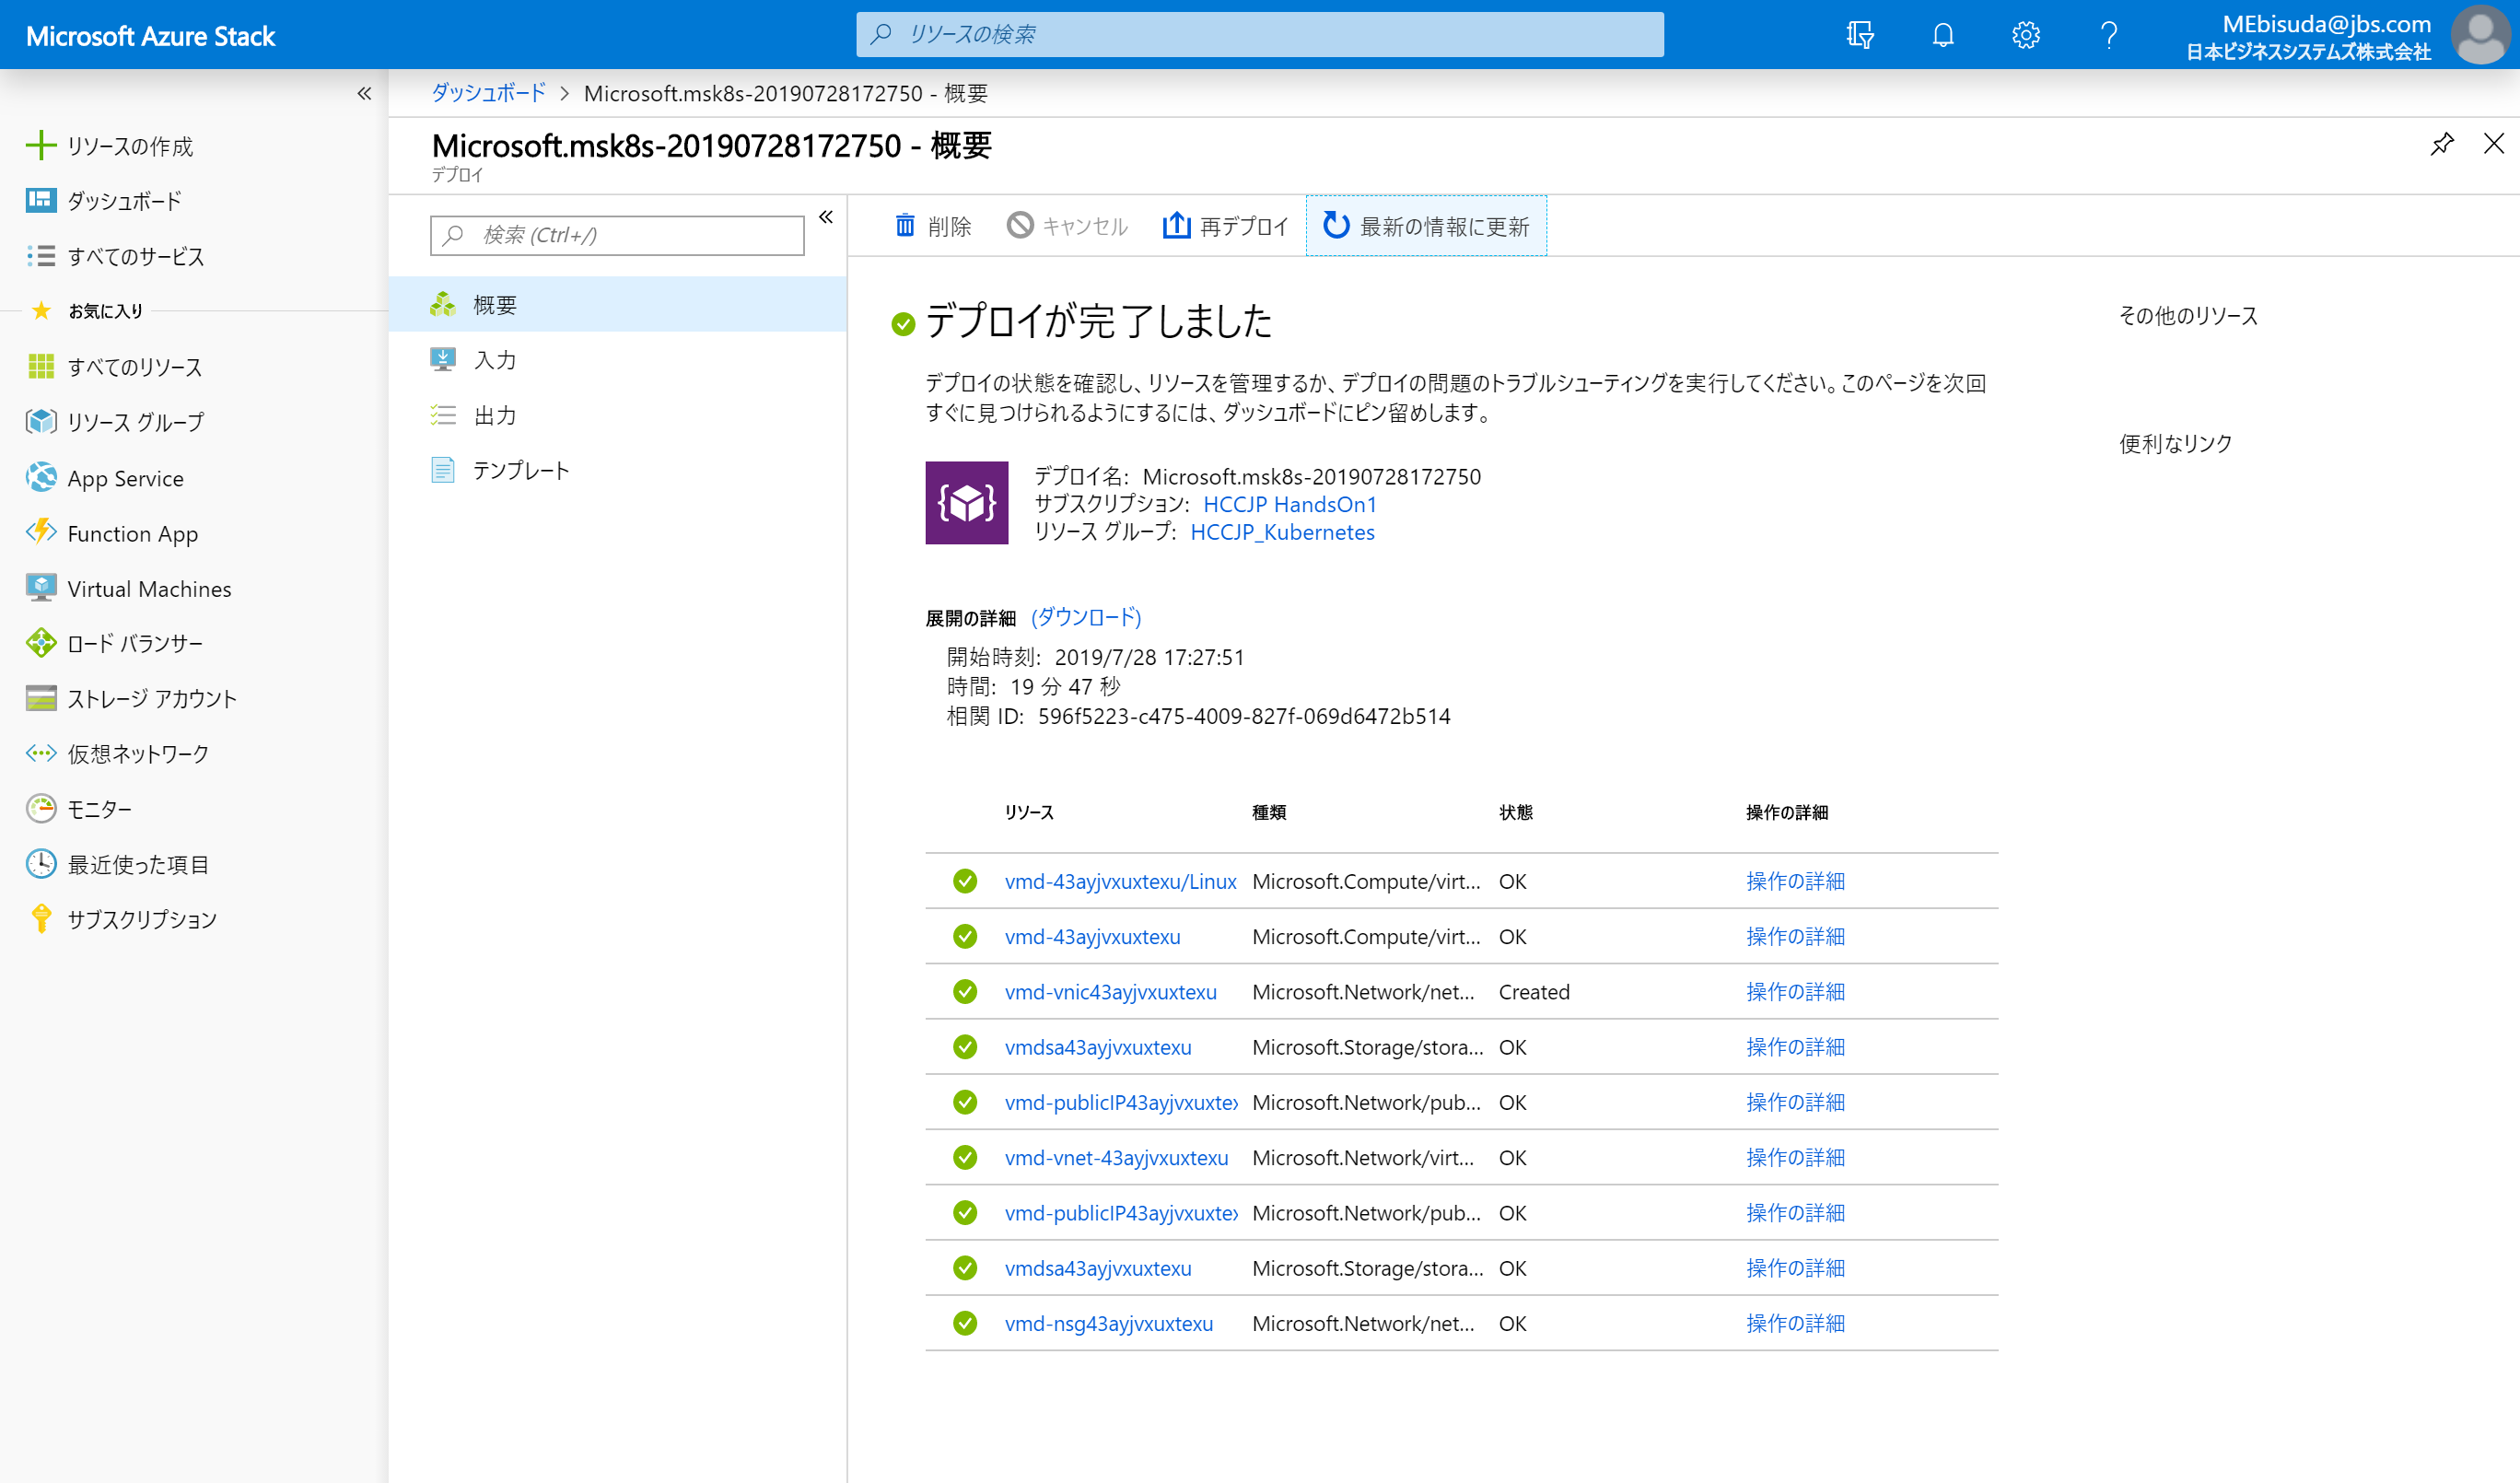 Microsoft Azure Stack
リソースの検索
MEbisuda@jbs.com
日本ビジネスシステムズ株式会社
リソースの作成
ダッシュボード
すべてのサービス
お気に入り
すべてのリソース
リソース グループ
App Service
Function App
Virtual Machines
ロード バランサー
ストレージ アカウント
仮想ネットワーク
モニター
最近使った項目
サブスクリプション
ダッシュボード > Microsoft.msk8s-20190728172750 - 概要
Microsoft.msk8s-20190728172750 - 概要
デプロイ
検索 (Ctrl+/)
概要
入力
出力
テンプレート
削除 キャンセル 再デプロイ 最新の情報に更新
デプロイが完了しました
デプロイの状態を確認し、リソースを管理するか、デプロイの問題のトラブルシューティングを実行してください。このページを次回
すぐに見つけられるようにするには、ダッシュボードにピン留めします。
デプロイ名: Microsoft.msk8s-20190728172750
サブスクリプション: HCCJP HandsOn1
リソース グループ: HCCJP_Kubernetes
展開の詳細 (ダウンロード)
開始時刻: 2019/7/28 17:27:51
時間: 19 分 47 秒
相関 ID: 596f5223-c475-4009-827f-069d6472b514
リソース 種類 状態 操作の詳細
vmd-43ayjvxuxtexu/Linux Microsoft.Compute/virt... OK 操作の詳細
vmd-43ayjvxuxtexu Microsoft.Compute/virt... OK 操作の詳細
vmd-vnic43ayjvxuxtexu Microsoft.Network/net... Created 操作の詳細
vmdsa43ayjvxuxtexu Microsoft.Storage/stora... OK 操作の詳細
vmd-publicIP43ayjvxuxtex Microsoft.Network/pub... OK 操作の詳細
vmd-vnet-43ayjvxuxtexu Microsoft.Network/virt... OK 操作の詳細
vmd-publicIP43ayjvxuxtex Microsoft.Network/pub... OK 操作の詳細
vmdsa43ayjvxuxtexu Microsoft.Storage/stora... OK 操作の詳細
vmd-nsg43ayjvxuxtexu Microsoft.Network/net... OK 操作の詳細
その他のリソース
便利なリンク